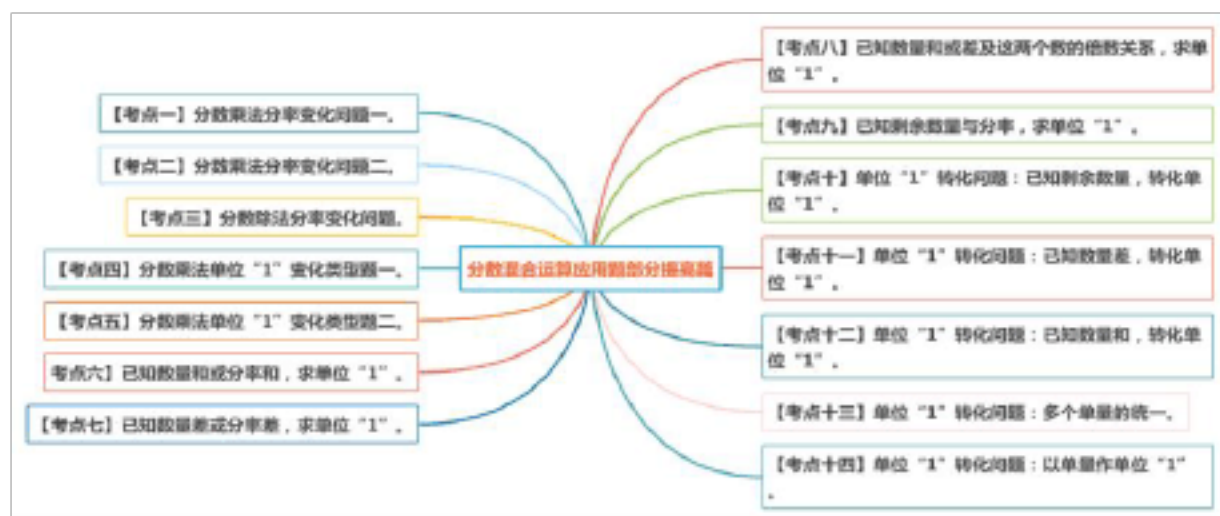 【考点一】分数乘法分率变化问题一。
【考点二】分数乘法分率变化问题二。
【考点三】分数除法分率变化问题。
【考点四】分数乘法单位“1”变化类型题一。
【考点五】分数乘法单位“1”变化类型题二。
考点六】已知数量和或分率和，求单位“1”。
【考点七】已知数量差或分率差，求单位“1”。
分数混合运算应用题部分提高篇
【考点八】已知数量和或差及这两个数的倍数关系，求单
位“1”。
【考点九】已知剩余数量与分率，求单位“1”。
【考点十】单位“1”转化问题：已知剩余数量，转化单
位“1”。
【考点十一】单位“1”转化问题：已知数量差，转化单
位“1”。
【考点十二】单位“1”转化问题：已知数量和，转化单
位“1”。
【考点十三】单位“1”转化问题：多个单量的统一。
【考点十四】单位“1”转化问题：以单量作单位“1”
。